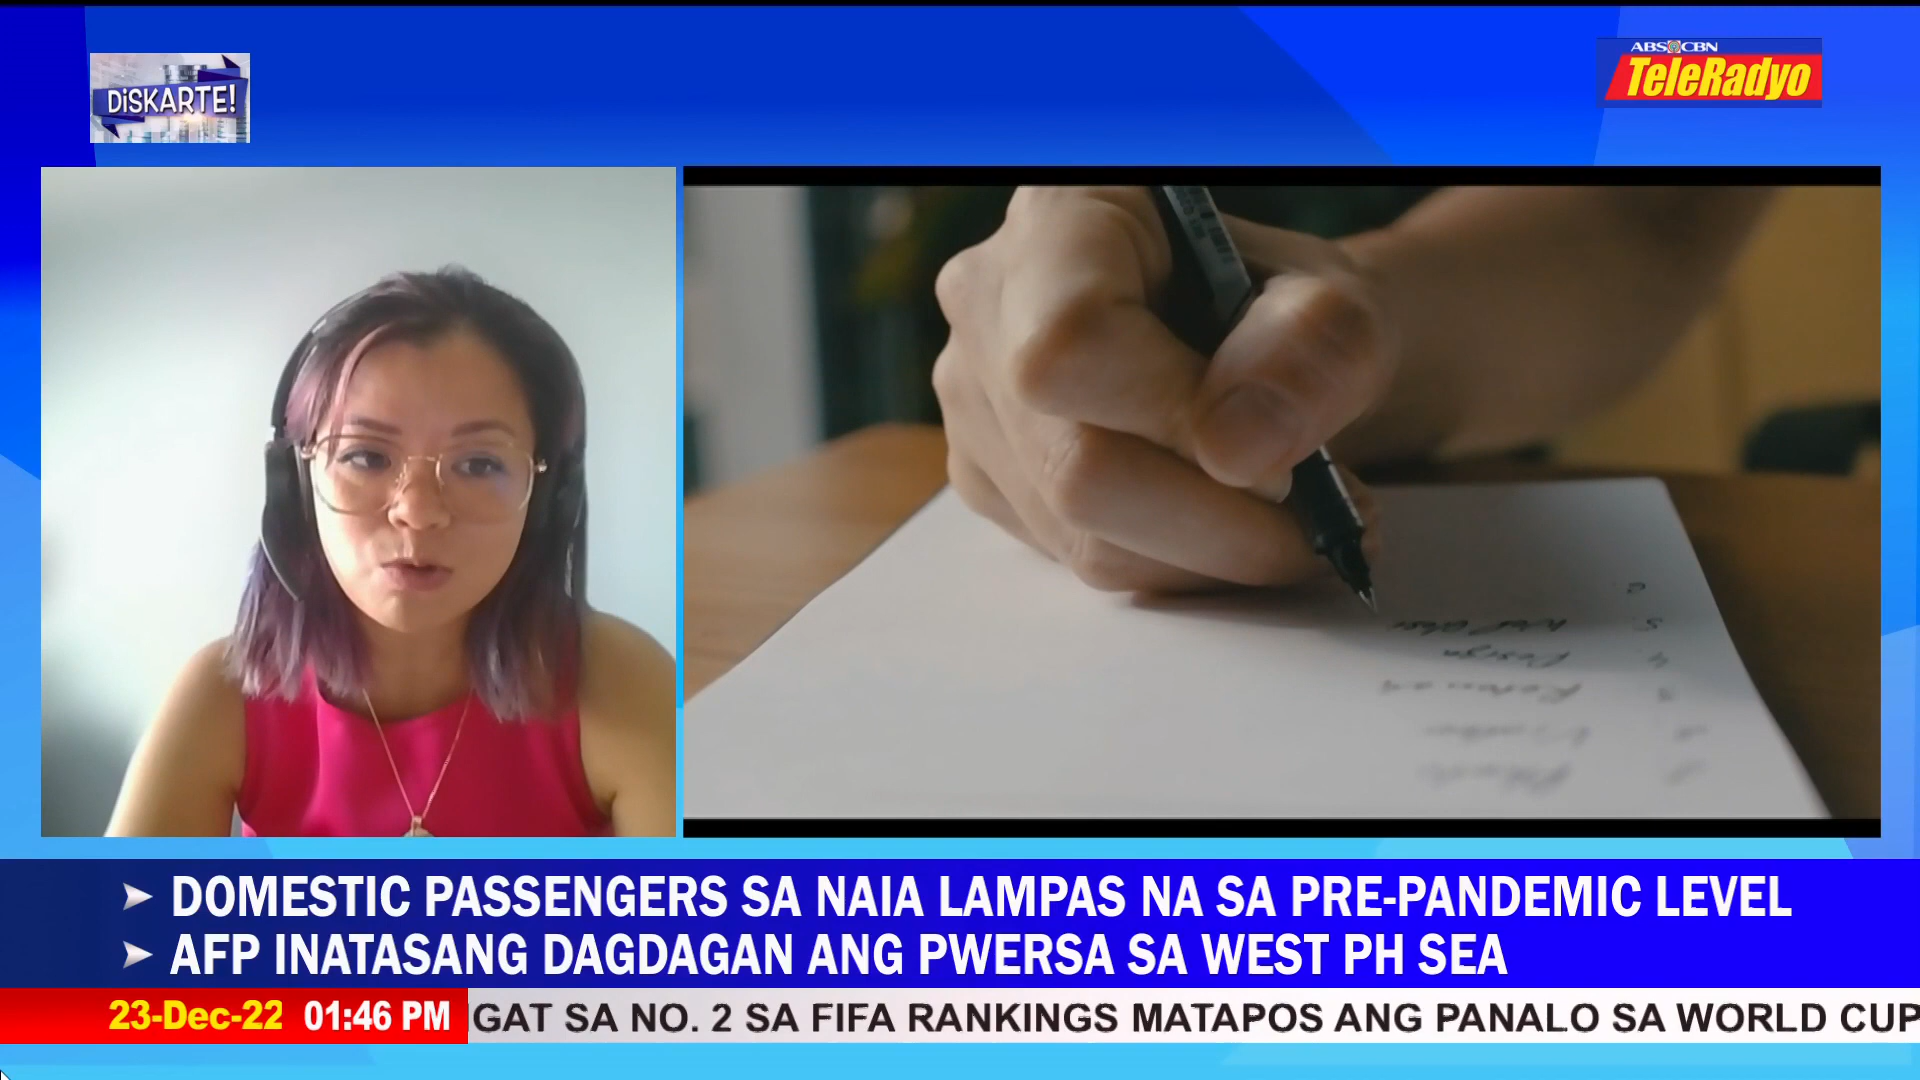 DiSKARTE!
ABS CBN
TeleRadyo
DOMESTIC PASSENGERS SA NAIA LAMPAS NA SA PRE-PANDEMIC LEVEL
AFP INATASANG DAGDAGAN ANG PWERSA SA WEST PH SEA
23-Dec-22 01:46 PM GAT SA NO. 2 SA FIFA RANKINGS MATAPOS ANG PANALO SA WORLD CUP